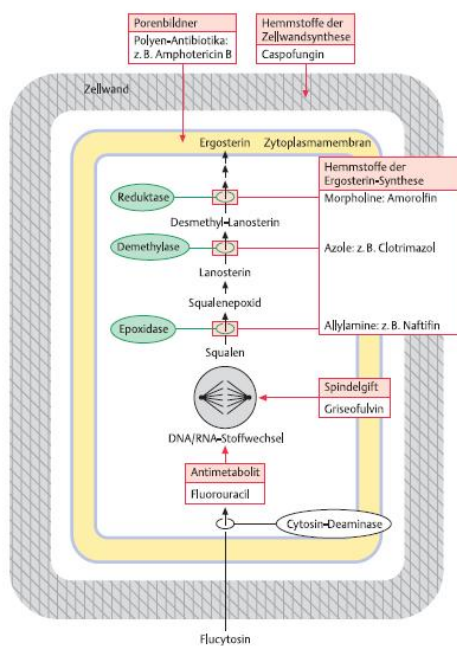 Porenbildner
Polyen-Antibiotika:
z. B. Amphotericin B
Hemmstoffe der
Zellwandsynthese
Caspofungin
Zellwand
Ergosterin
Zytoplasmamembran
Hemmstoffe der
Ergosterin-Synthese
Reduktase
Morpholine: Amorolfin
Desmethyl-Lanosterin
Demethylase
Azole: z. B. Clotrimazol
Lanosterin
Squalenepoxid
Epoxidase
Allylamine: z. B. Naftifin
Squalen
Spindelgift
Griseofulvin
DNA/RNA-Stoffwechsel
Antimetabolit
Fluorouracil
Cytosin-Deaminase
Flucytosin